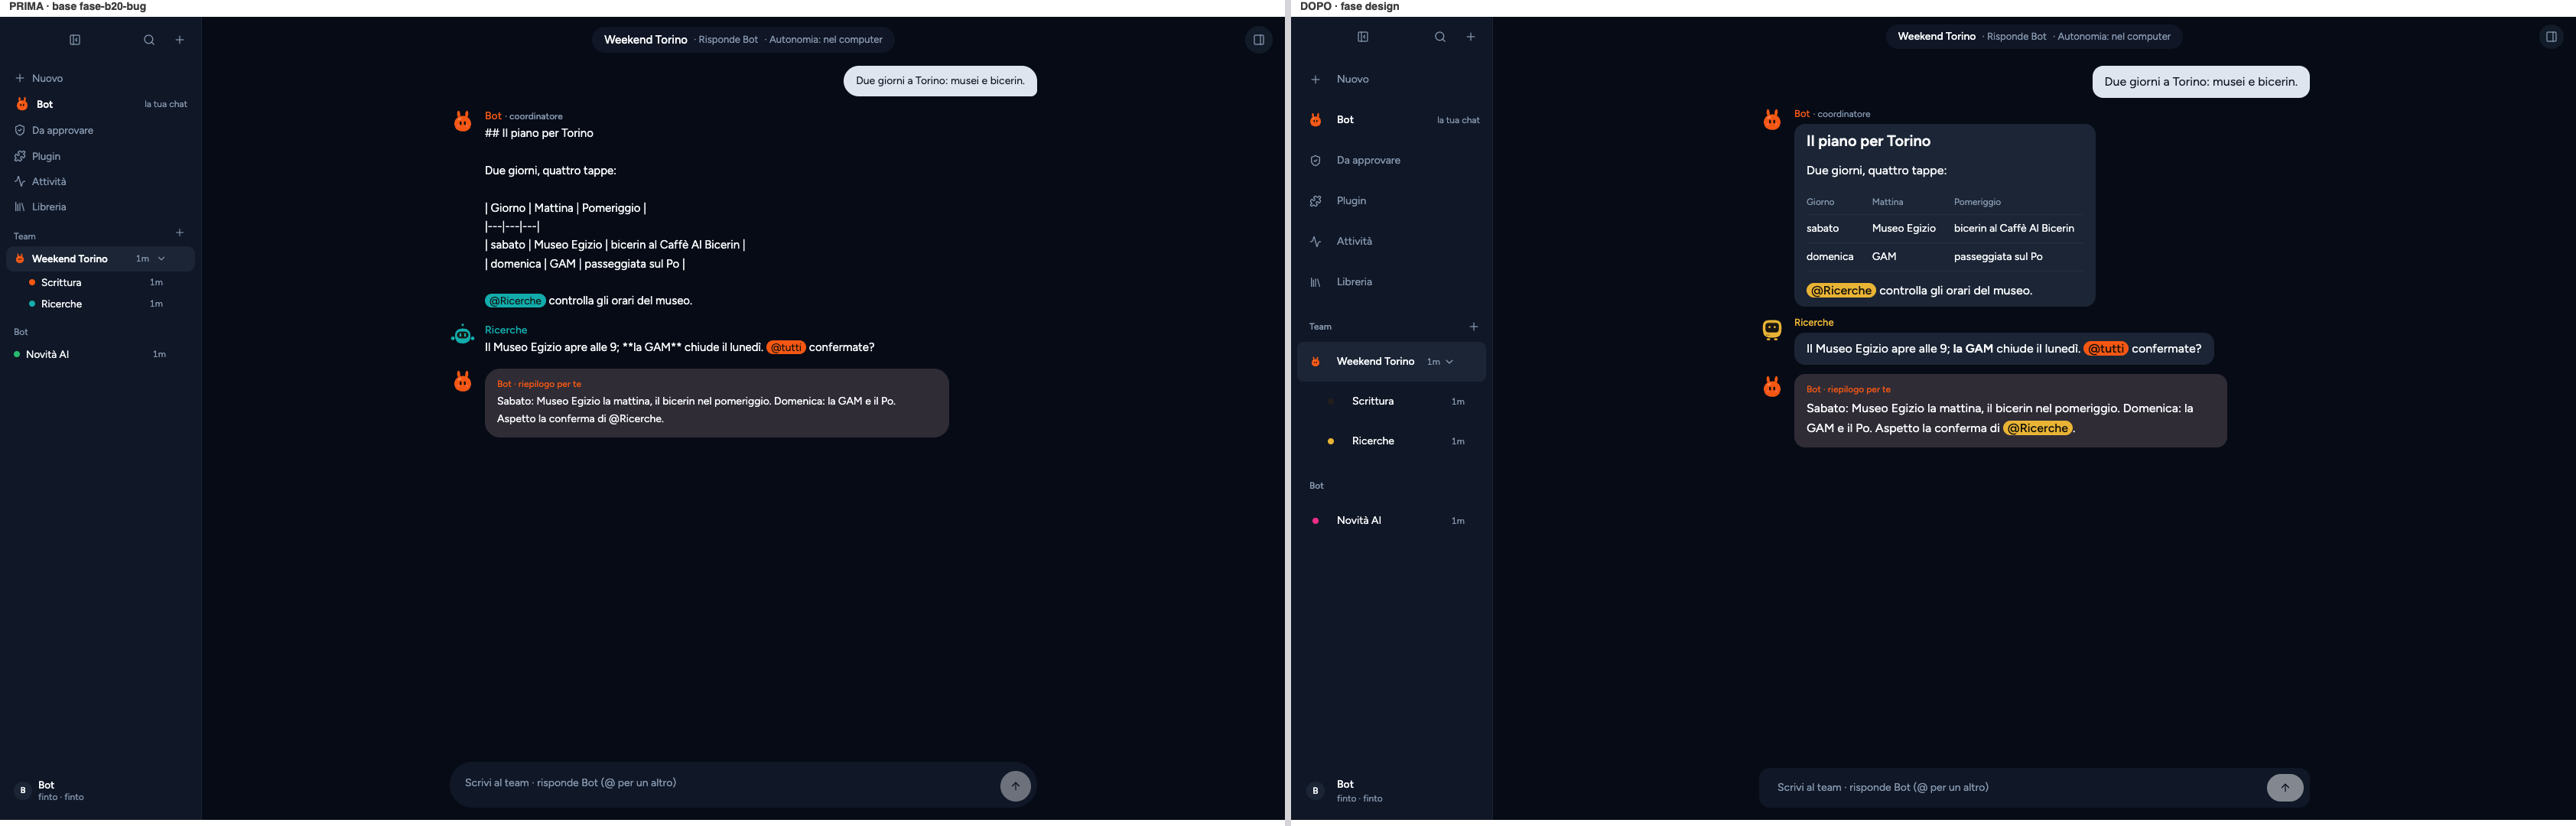 PRIMA · base fase-b20-bug
Weekend Torino · Risponde Bot · Autonomia: nel computer
Nuovo
Bot la tua chat
Da approvare
Plugin
Attività
Libreria
Team
Weekend Torino 1m
Scrittura 1m
Ricerche 1m
Bot
Novità AI 1m
Bot
finto · finto
Due giorni a Torino: musei e bicerin.
Bot · coordinatore
## Il piano per Torino
Due giorni, quattro tappe:
| Giorno | Mattina | Pomeriggio |
|---|---|---|
| sabato | Museo Egizio | bicerin al Caffè Al Bicerin |
| domenica | GAM | passeggiata sul Po |
@Ricerche controlla gli orari del museo.
Ricerche
Il Museo Egizio apre alle 9; **la GAM** chiude il lunedì. @tutti confermate?
Bot · riepilogo per te
Sabato: Museo Egizio la mattina, il bicerin nel pomeriggio. Domenica: la GAM e il Po.
Aspetto la conferma di @Ricerche.
Scrivi al team · risponde Bot (@ per un altro)
B
DOPO · fase design
Weekend Torino · Risponde Bot · Autonomia: nel computer
Nuovo
Bot la tua chat
Da approvare
Plugin
Attività
Libreria
Team
Weekend Torino 1m
Scrittura 1m
Ricerche 1m
Bot
Novità AI 1m
Bot
finto · finto
Due giorni a Torino: musei e bicerin.
Bot · coordinatore
Il piano per Torino
Due giorni, quattro tappe:
Giorno Mattina Pomeriggio
sabato Museo Egizio bicerin al Caffè Al Bicerin
domenica GAM passeggiata sul Po
@Ricerche controlla gli orari del museo.
Ricerche
Il Museo Egizio apre alle 9; la GAM chiude il lunedì. @tutti confermate?
Bot · riepilogo per te
Sabato: Museo Egizio la mattina, il bicerin nel pomeriggio. Domenica: la
GAM e il Po. Aspetto la conferma di @Ricerche.
Scrivi al team · risponde Bot (@ per un altro)
B